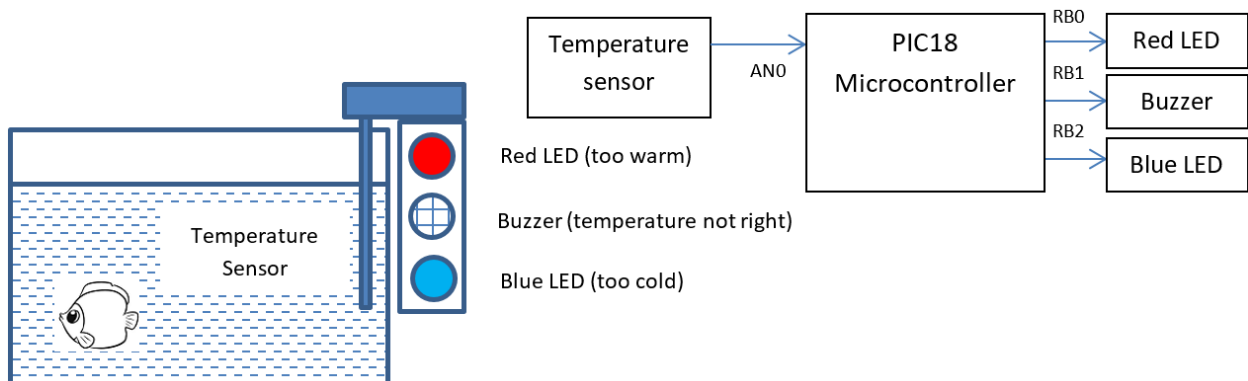 Temperature
Sensor
Red LED (too warm)
Buzzer (temperature not right)
Blue LED (too cold)
Temperature
sensor
AN0
PIC18
Microcontroller
RB0
Red LED
RB1
Buzzer
RB2
Blue LED